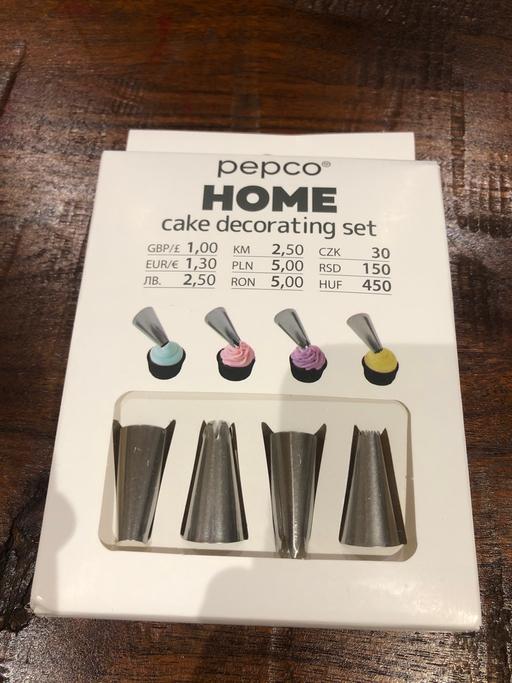 pepco®
HOME
cake decorating set
GBP/£ 1,00 KM 2,50 CZK 30
EUR/€ 1,30 PLN 5,00 RSD 150
ЛВ. 2,50 RON 5,00 HUF 450